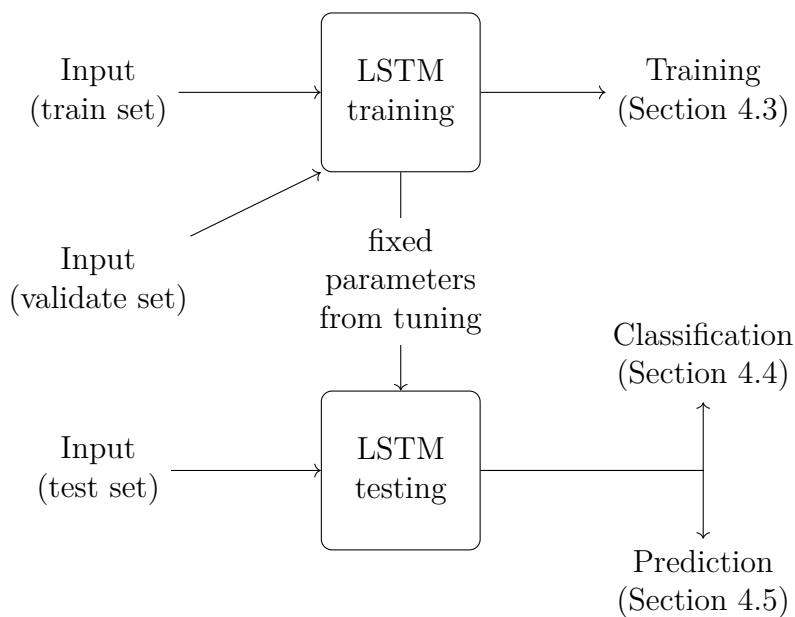 Input
(train set)
LSTM
training
Training
(Section 4.3)
Input
(validate set)
fixed
parameters
from tuning
Classification
(Section 4.4)
Input
(test set)
LSTM
testing
Prediction
(Section 4.5)